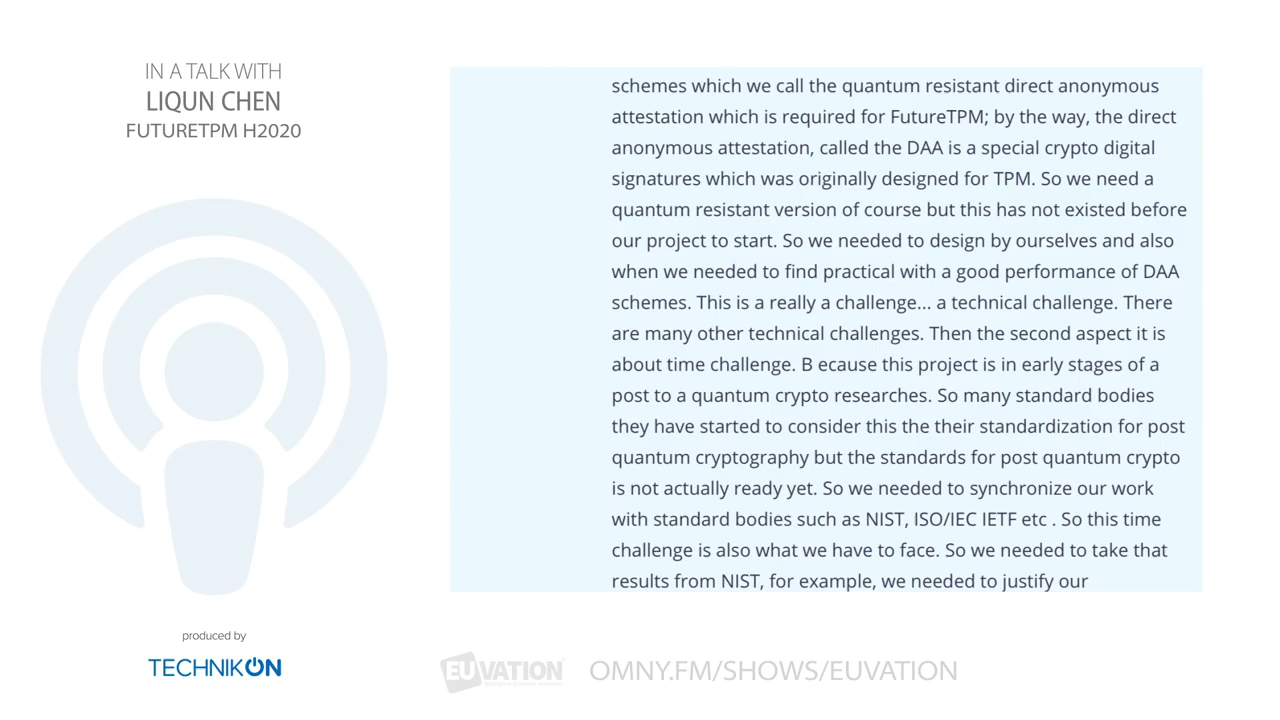 IN A TALK WITH
LIQUN CHEN
FUTURETPM H2020
schemes which we call the quantum resistant direct anonymous
attestation which is required for FutureTPM; by the way, the direct
anonymous attestation, called the DAA is a special crypto digital
signatures which was originally designed for TPM. So we need a
quantum resistant version of course but this has not existed before
our project to start. So we needed to design by ourselves and also
when we needed to find practical with a good performance of DAA
schemes. This is a really a challenge... a technical challenge. There
are many other technical challenges. Then the second aspect it is
about time challenge. B ecause this project is in early stages of a
post to a quantum crypto researches. So many standard bodies
they have started to consider this the their standardization for post
quantum cryptography but the standards for post quantum crypto
is not actually ready yet. So we needed to synchronize our work
with standard bodies such as NIST, ISO/IEC IETF etc . So this time
challenge is also what we have to face. So we needed to take that
results from NIST, for example, we needed to justify our
produced by
TECHNIKON
EUVATION
OMNY.FM/SHOWS/EUVATION